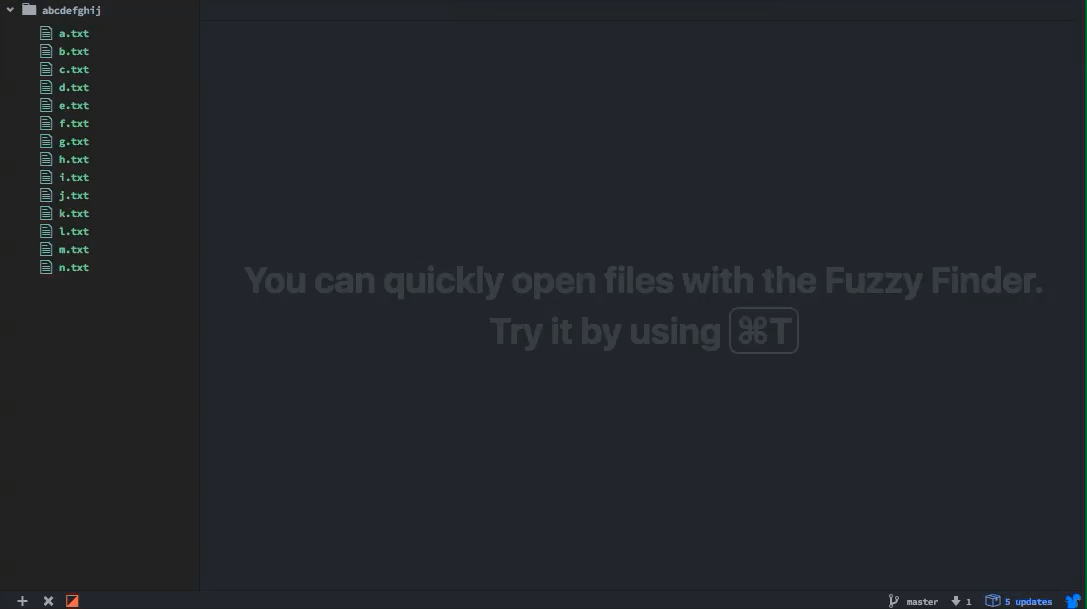 abcdefghij
a.txt
b.txt
c.txt
d.txt
e.txt
f.txt
g.txt
h.txt
i.txt
j.txt
k.txt
l.txt
m.txt
n.txt
You can quickly open files with the Fuzzy Finder.
Try it by using ⌘T
master 1 5 updates